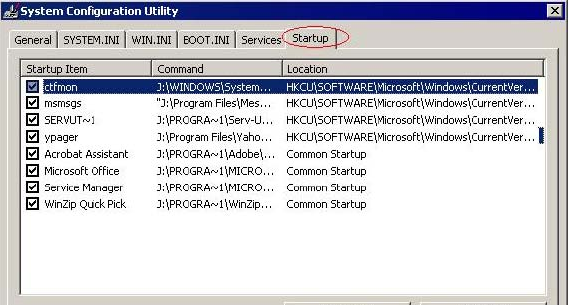 System Configuration Utility
General SYSTEM.INI WIN.INI BOOT.INI Services Startup
Startup Item Command Location
ctfmon J:\WINDOWS\System... HKCU\SOFTWARE\Microsoft\Windows\CurrentVer...
msmsgs "J:\Program Files\Mes... HKCU\SOFTWARE\Microsoft\Windows\CurrentVer...
SERVUT~1 J:\PROGRA~1\Serv-U... HKCU\SOFTWARE\Microsoft\Windows\CurrentVer...
ypager J:\Program Files\Yaho... HKCU\SOFTWARE\Microsoft\Windows\CurrentVer...
Acrobat Assistant J:\PROGRA~1\Adobe\... Common Startup
Microsoft Office J:\PROGRA~1\MICRO... Common Startup
Service Manager J:\PROGRA~1\MICRO... Common Startup
WinZip Quick Pick J:\PROGRA~1\WinZip... Common Startup